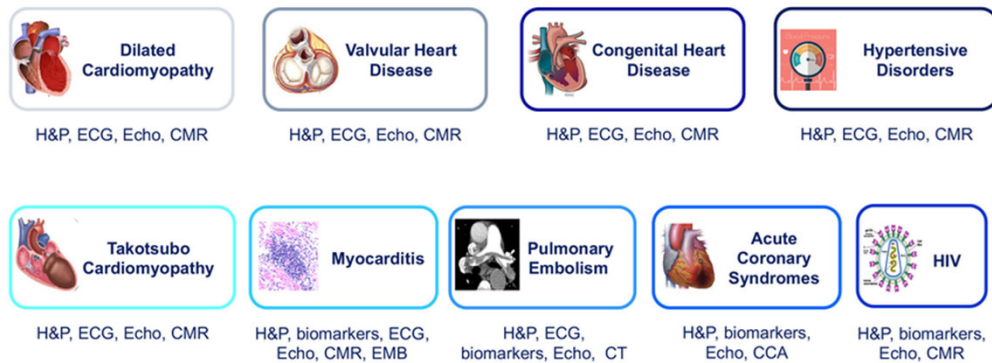 Dilated
Cardiomyopathy
Valvular Heart
Disease
Congenital Heart
Disease
Hypertensive
Disorders
H&P, ECG, Echo, CMR
H&P, ECG, Echo, CMR
H&P, ECG, Echo, CMR
H&P, ECG, Echo, CMR
Takotsubo
Cardiomyopathy
Myocarditis
Pulmonary
Embolism
Acute
Coronary
Syndromes
HIV
H&P, ECG, Echo, CMR
H&P, biomarkers, ECG,
Echo, CMR, EMB
H&P, ECG,
biomarkers, Echo, CT
H&P, biomarkers,
Echo, CCA
H&P, biomarkers,
Echo, CMR